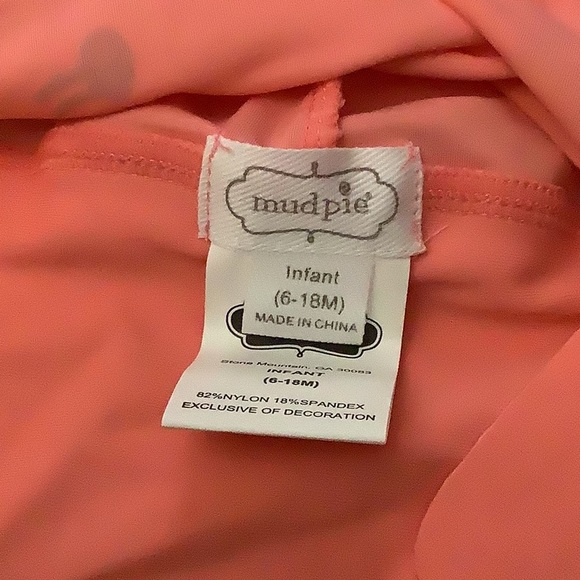 mudpie®
Infant
(6-18M)
MADE IN CHINA
Stone Mountain, GA 30083
INFANT
(6-18M)
82%NYLON 18%SPANDEX
EXCLUSIVE OF DECORATION